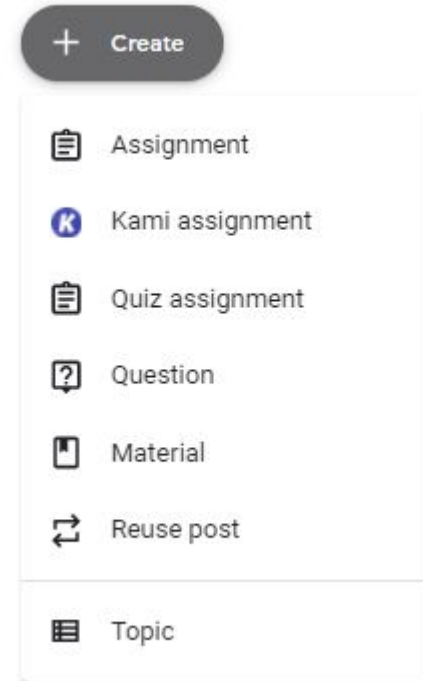 + Create
Assignment
K Kami assignment
Quiz assignment
? Question
Material
Reuse post
Topic